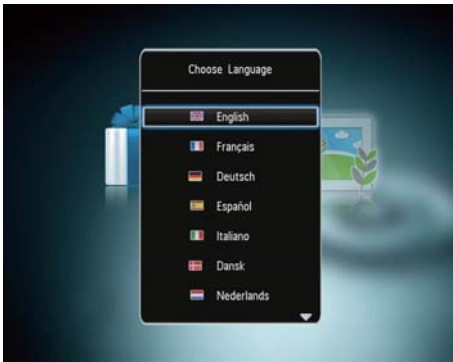 Choose Language
English
Français
Deutsch
Español
Italiano
Dansk
Nederlands